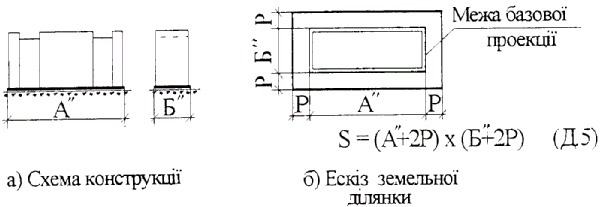 А″
Б″
Р
Б″
Р
Р
А″
Р
Межа базової
проекції
S = (А″+2Р) х (Б″+2Р) (Д.5)
а) Схема конструкції
б) Ескіз земельної
ділянки